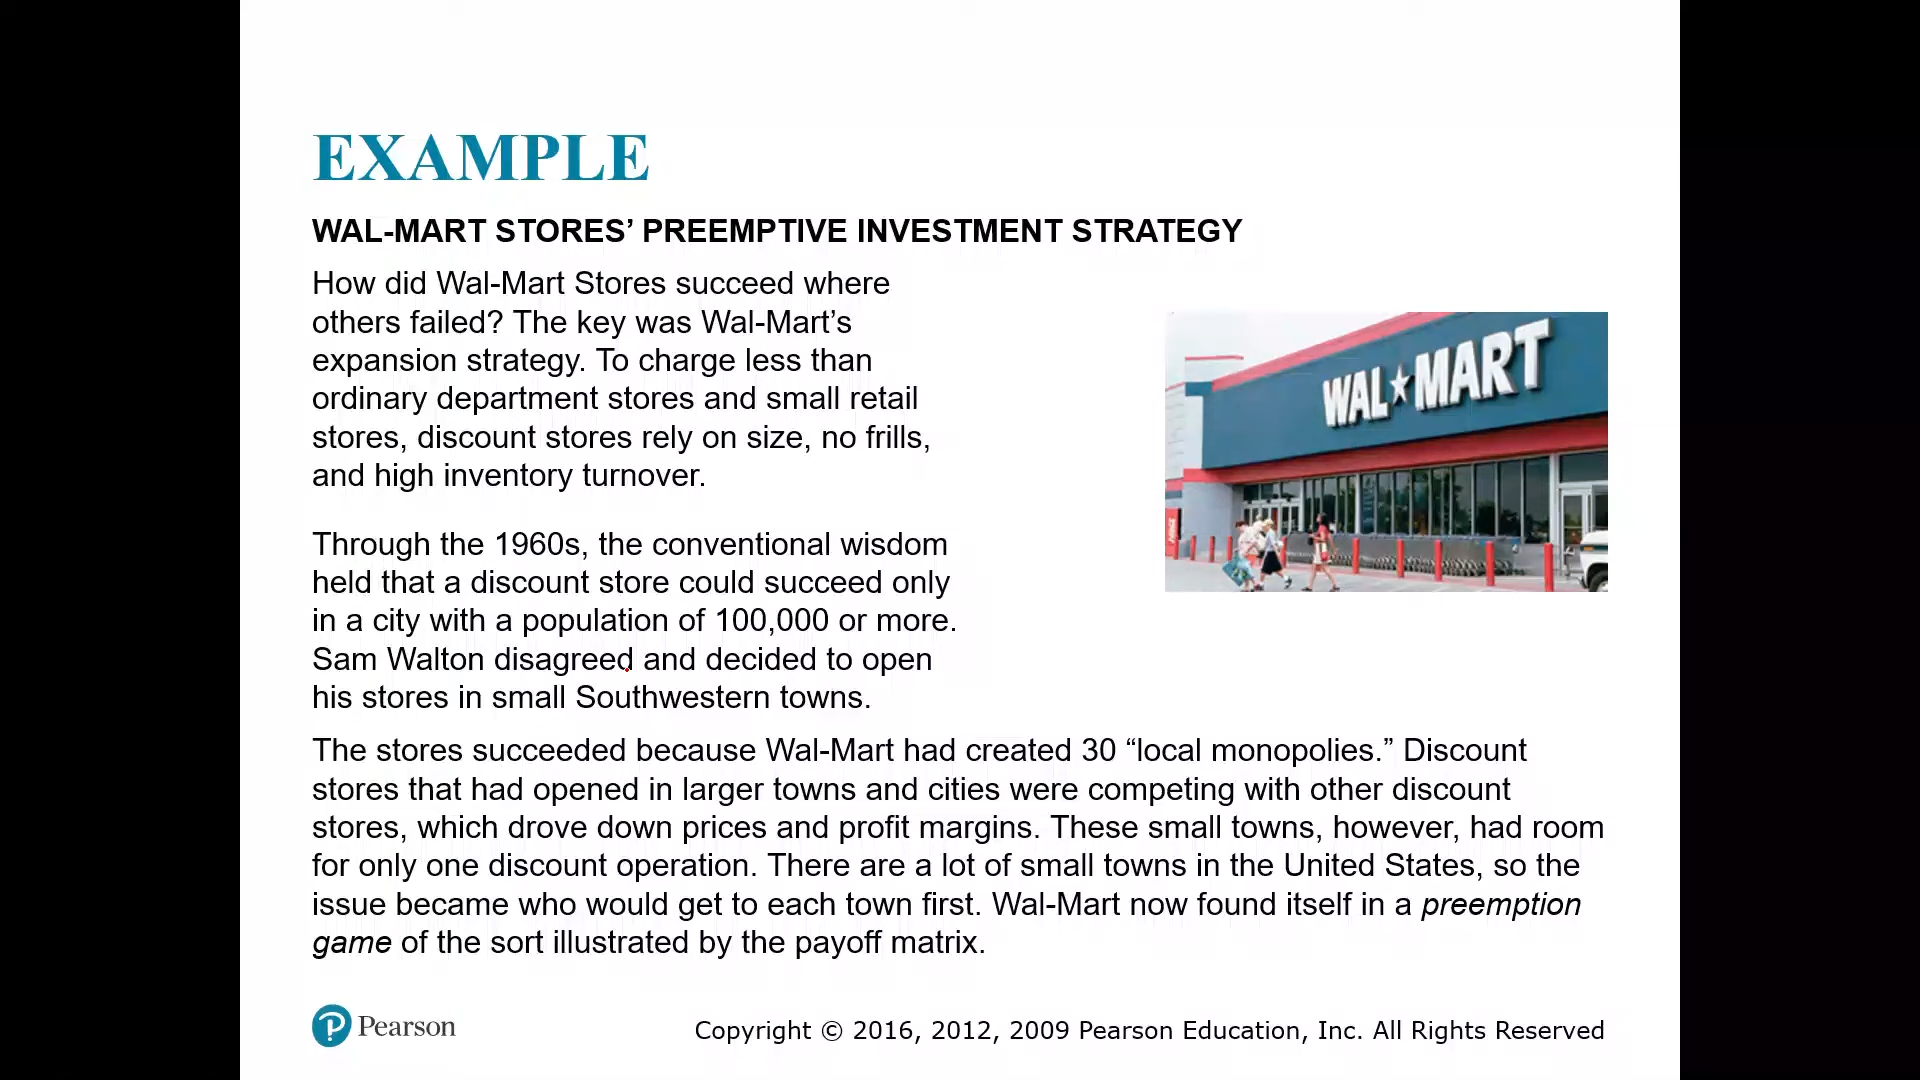 EXAMPLE
WAL-MART STORES’ PREEMPTIVE INVESTMENT STRATEGY
How did Wal-Mart Stores succeed where
others failed? The key was Wal-Mart’s
expansion strategy. To charge less than
ordinary department stores and small retail
stores, discount stores rely on size, no frills,
and high inventory turnover.
WAL★MART
Through the 1960s, the conventional wisdom
held that a discount store could succeed only
in a city with a population of 100,000 or more.
Sam Walton disagreed and decided to open
his stores in small Southwestern towns.
The stores succeeded because Wal-Mart had created 30 “local monopolies.” Discount
stores that had opened in larger towns and cities were competing with other discount
stores, which drove down prices and profit margins. These small towns, however, had room
for only one discount operation. There are a lot of small towns in the United States, so the
issue became who would get to each town first. Wal-Mart now found itself in a preemption
game of the sort illustrated by the payoff matrix.
Pearson
Copyright © 2016, 2012, 2009 Pearson Education, Inc. All Rights Reserved